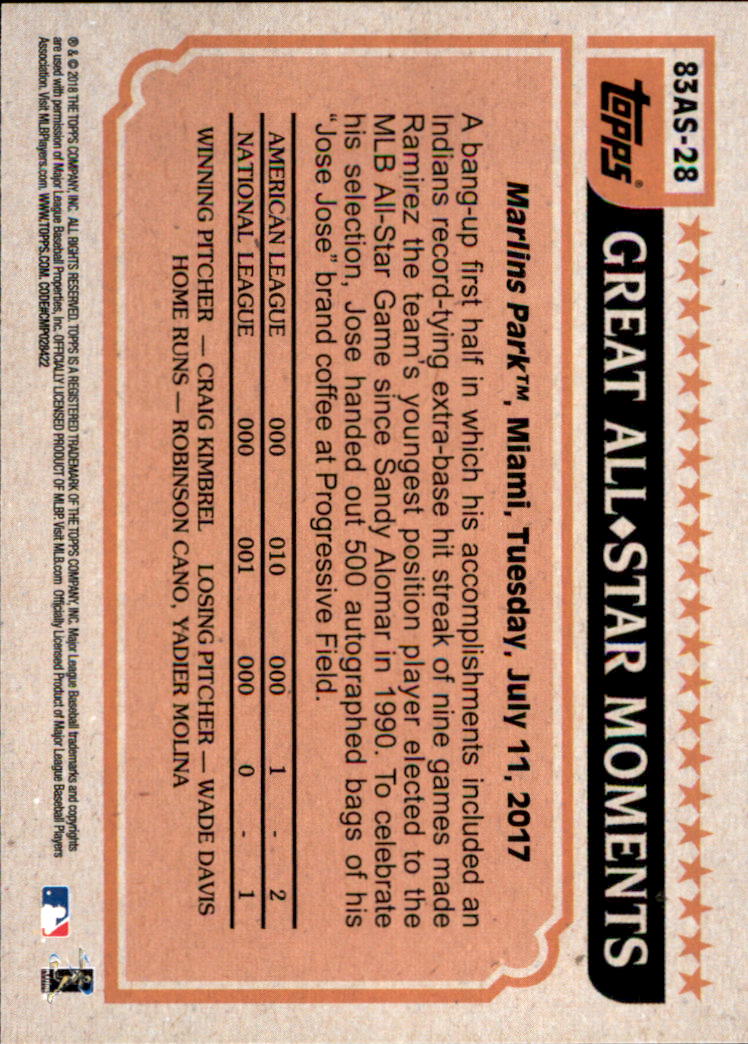 83AS-28
topps®
GREAT ALL◆STAR MOMENTS
Marlins Park™, Miami, Tuesday, July 11, 2017
A bang-up first half in which his accomplishments included an
Indians record-tying extra-base hit streak of nine games made
Ramirez the team's youngest position player elected to the
MLB All-Star Game since Sandy Alomar in 1990. To celebrate
his selection, Jose handed out 500 autographed bags of his
"Jose Jose" brand coffee at Progressive Field.
AMERICAN LEAGUE 000 010 000 1 - 2
NATIONAL LEAGUE 000 001 000 0 - 1
WINNING PITCHER — CRAIG KIMBREL LOSING PITCHER — WADE DAVIS
HOME RUNS — ROBINSON CANO, YADIER MOLINA
® & © 2018 THE TOPPS COMPANY, INC. ALL RIGHTS RESERVED. TOPPS IS A REGISTERED TRADEMARK OF THE TOPPS COMPANY, INC. Major League Baseball trademarks and copyrights
are used with permission of Major League Baseball Properties, Inc. OFFICIALLY LICENSED PRODUCT OF MLBP. Visit MLB.com Officially Licensed Product of Major League Baseball Players
Association. Visit MLBPlayers.com. WWW.TOPPS.COM. CODE#CMP028422